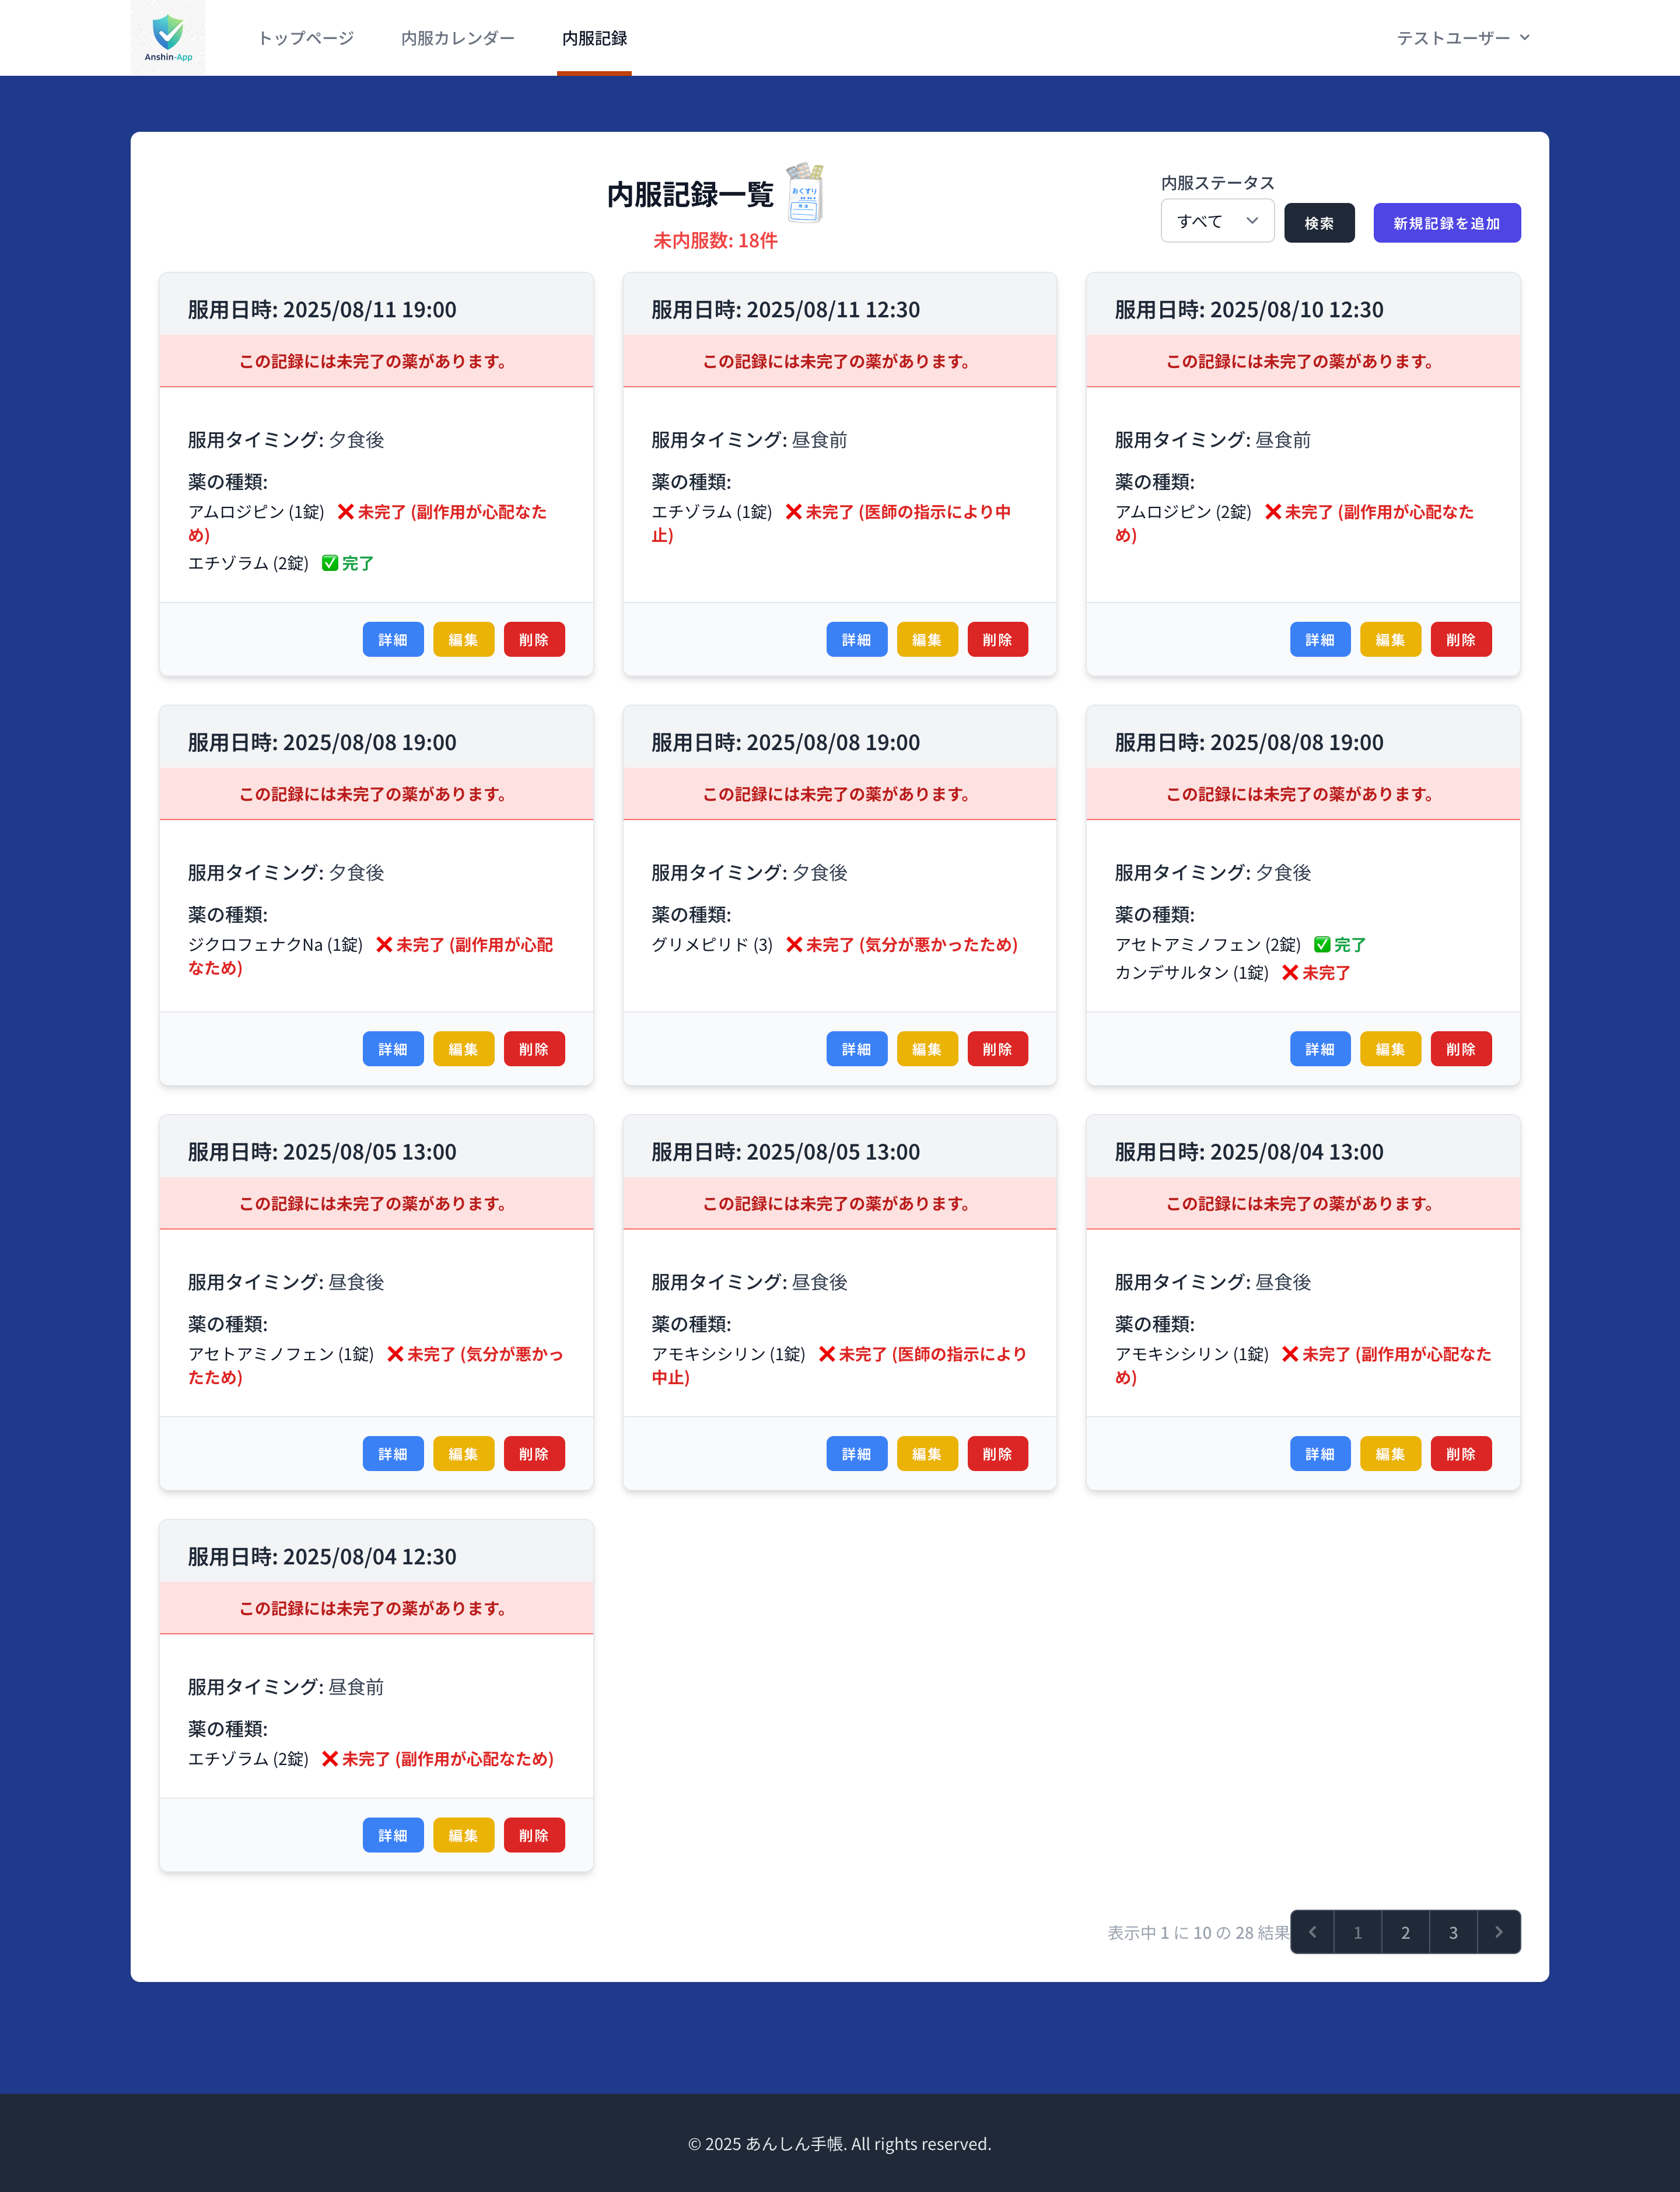 Anshin-App
トップページ
内服カレンダー
内服記録
テストユーザー
内服記録一覧
おくすり
未内服数: 18件
内服ステータス
すべて
検索
新規記録を追加
服用日時: 2025/08/11 19:00
この記録には未完了の薬があります。
服用タイミング: 夕食後
薬の種類:
アムロジピン (1錠) ❌ 未完了 (副作用が心配なた
め)
エチゾラム (2錠) ✅ 完了
詳細
編集
削除
服用日時: 2025/08/11 12:30
この記録には未完了の薬があります。
服用タイミング: 昼食前
薬の種類:
エチゾラム (1錠) ❌ 未完了 (医師の指示により中
止)
詳細
編集
削除
服用日時: 2025/08/10 12:30
この記録には未完了の薬があります。
服用タイミング: 昼食前
薬の種類:
アムロジピン (2錠) ❌ 未完了 (副作用が心配なた
め)
詳細
編集
削除
服用日時: 2025/08/08 19:00
この記録には未完了の薬があります。
服用タイミング: 夕食後
薬の種類:
ジクロフェナクNa (1錠) ❌ 未完了 (副作用が心配
なため)
詳細
編集
削除
服用日時: 2025/08/08 19:00
この記録には未完了の薬があります。
服用タイミング: 夕食後
薬の種類:
グリメピリド (3) ❌ 未完了 (気分が悪かったため)
詳細
編集
削除
服用日時: 2025/08/08 19:00
この記録には未完了の薬があります。
服用タイミング: 夕食後
薬の種類:
アセトアミノフェン (2錠) ✅ 完了
カンデサルタン (1錠) ❌ 未完了
詳細
編集
削除
服用日時: 2025/08/05 13:00
この記録には未完了の薬があります。
服用タイミング: 昼食後
薬の種類:
アセトアミノフェン (1錠) ❌ 未完了 (気分が悪かっ
たため)
詳細
編集
削除
服用日時: 2025/08/05 13:00
この記録には未完了の薬があります。
服用タイミング: 昼食後
薬の種類:
アモキシシリン (1錠) ❌ 未完了 (医師の指示により
中止)
詳細
編集
削除
服用日時: 2025/08/04 13:00
この記録には未完了の薬があります。
服用タイミング: 昼食後
薬の種類:
アモキシシリン (1錠) ❌ 未完了 (副作用が心配なた
め)
詳細
編集
削除
服用日時: 2025/08/04 12:30
この記録には未完了の薬があります。
服用タイミング: 昼食前
薬の種類:
エチゾラム (2錠) ❌ 未完了 (副作用が心配なため)
詳細
編集
削除
表示中 1 に 10 の 28 結果
1
2
3
© 2025 あんしん手帳. All rights reserved.